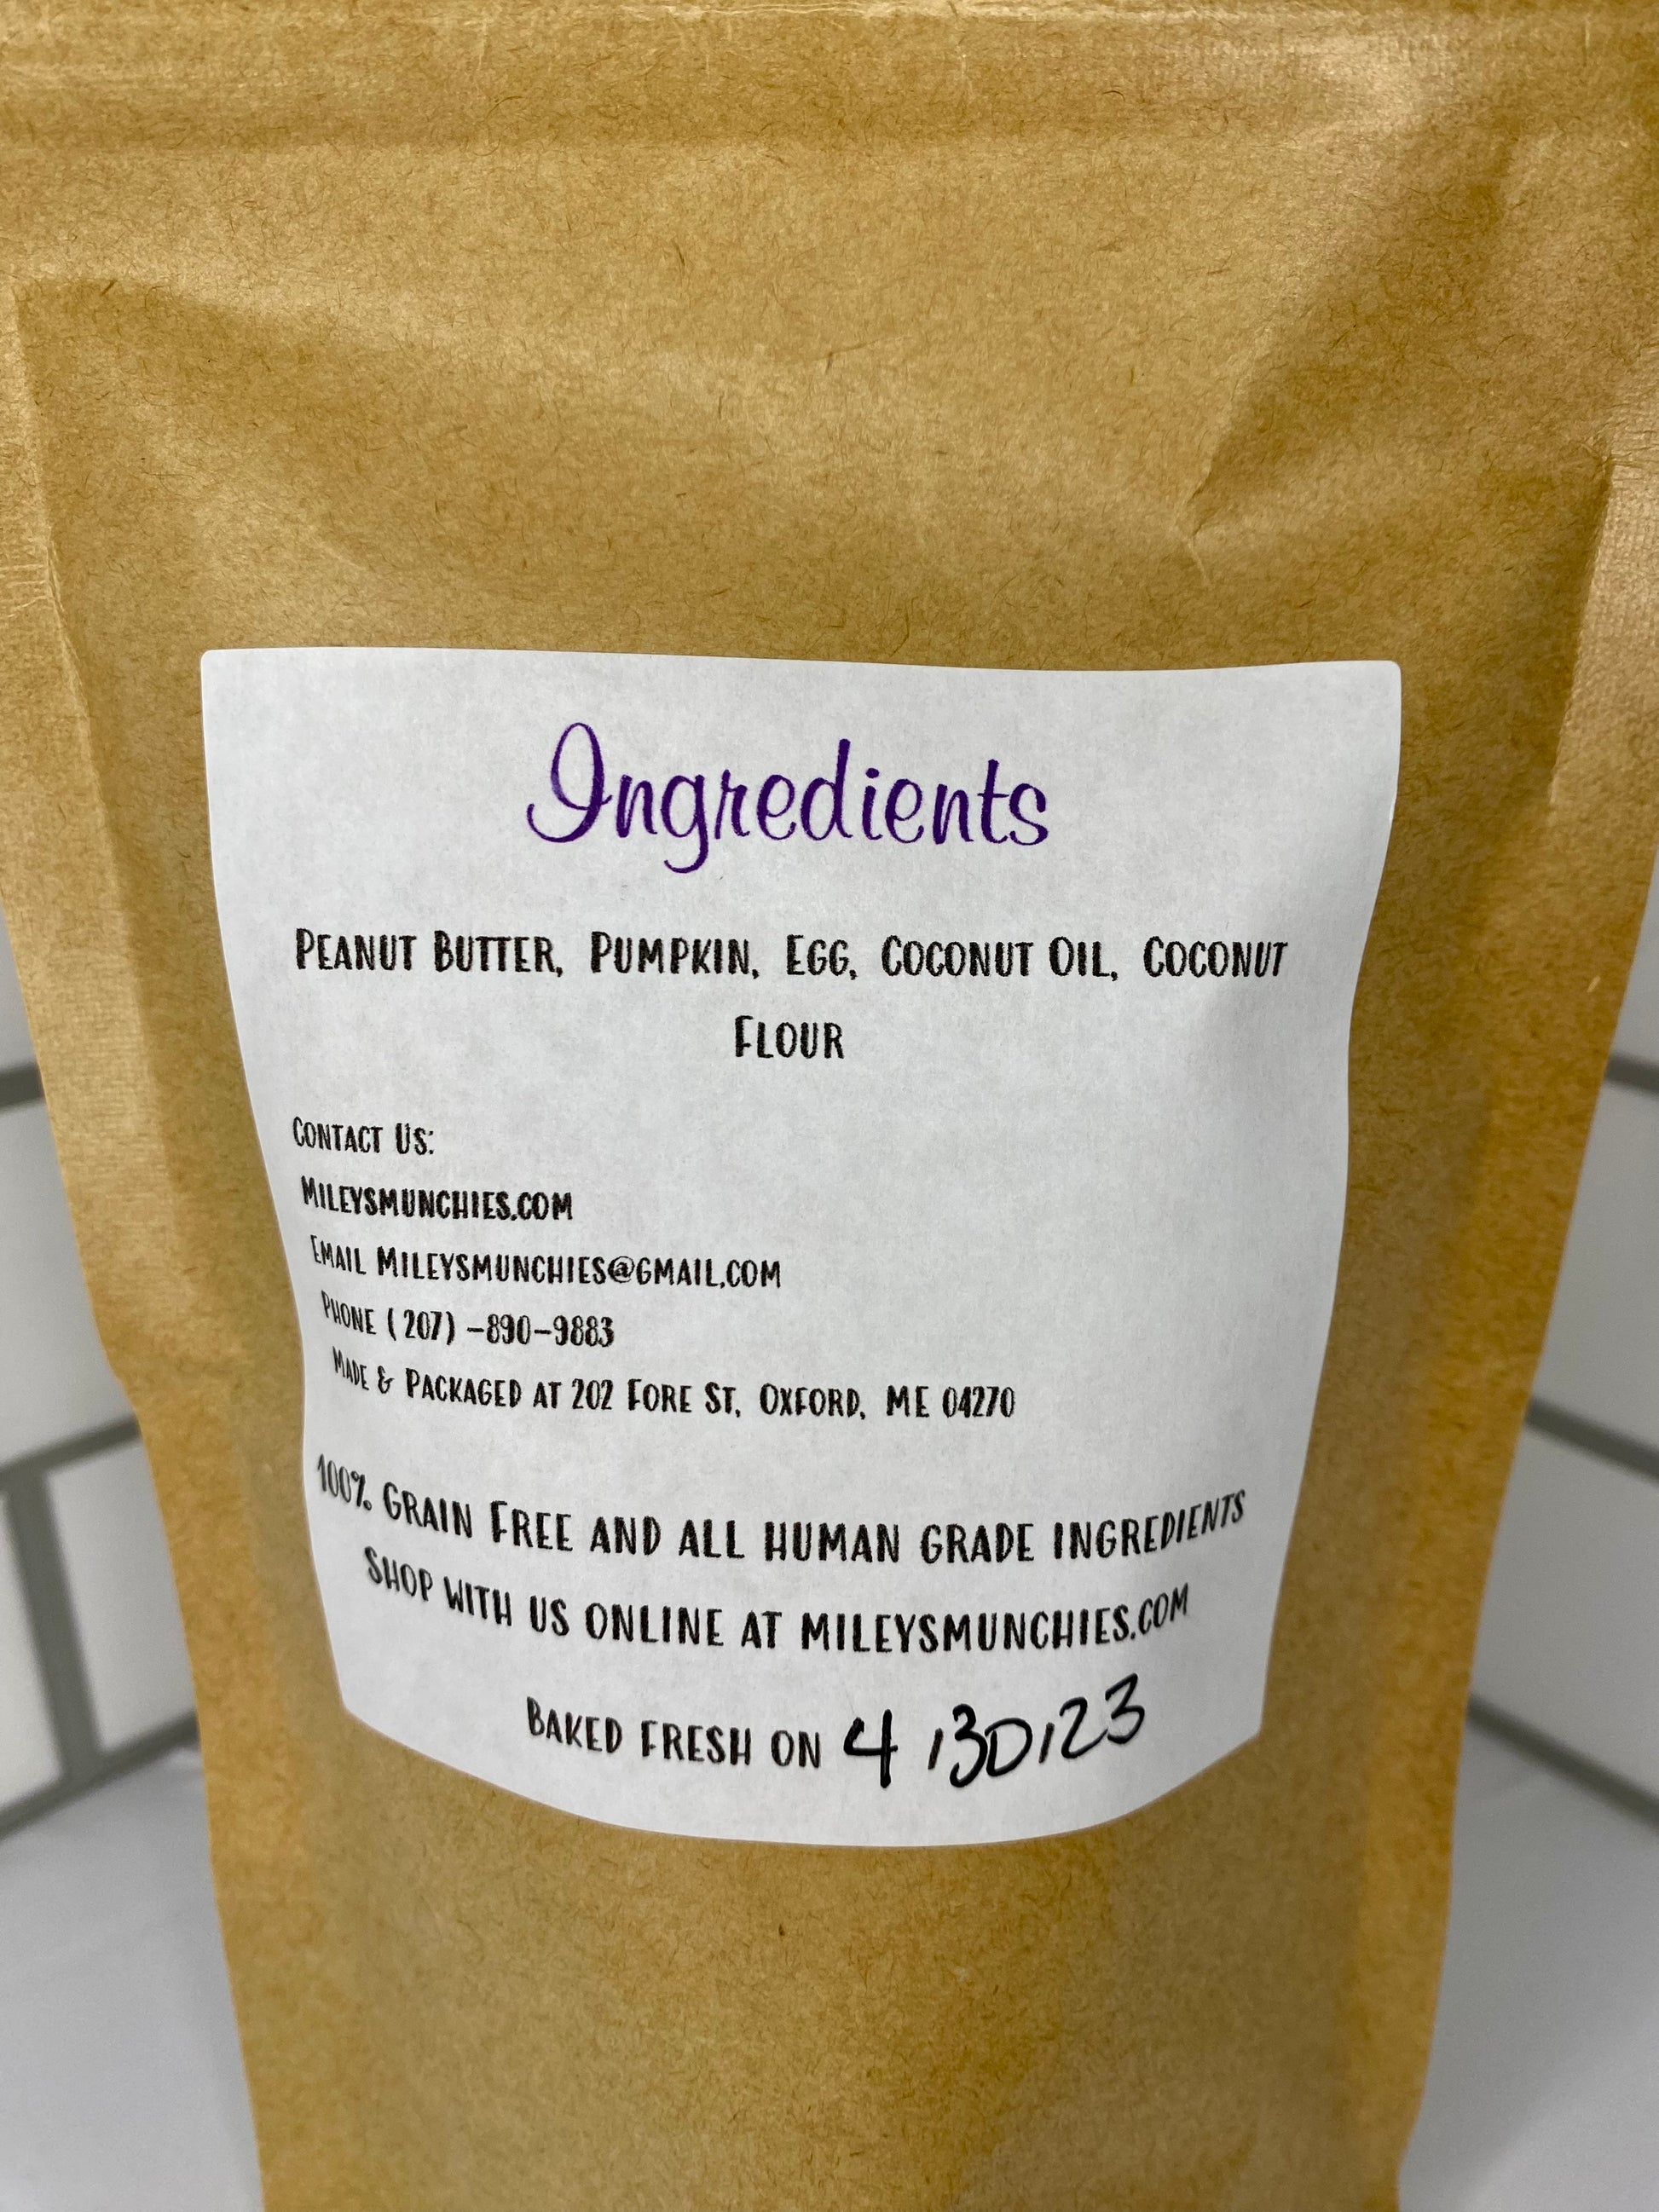 Ingredients
Peanut Butter, Pumpkin, Egg, Coconut Oil, Coconut
Flour
Contact Us:
Mileysmunchies.com
Email Mileysmunchies@gmail.com
Phone (207) -890-9883
Made & Packaged at 202 Fore St, Oxford, ME 04270
100% Grain Free and all human grade ingredients
Shop with us online at mileysmunchies.com
Baked fresh on 4/30/23